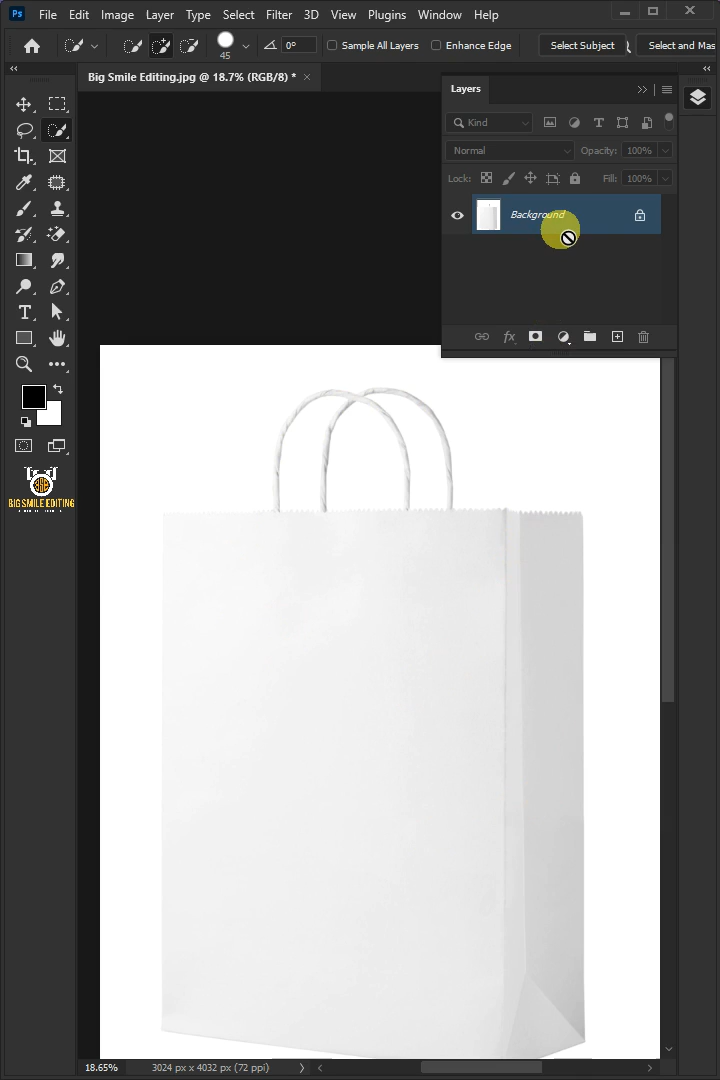 Ps File Edit Image Layer Type Select Filter 3D View Plugins Window Help
45 0° Sample All Layers Enhance Edge Select Subject Select and Mas
Big Smile Editing.jpg @ 18.7% (RGB/8) *
Layers
Kind
Normal Opacity: 100%
Lock: Fill: 100%
Background
fx
BIG SMILE EDITING
18.65% 3024 px x 4032 px (72 ppi)